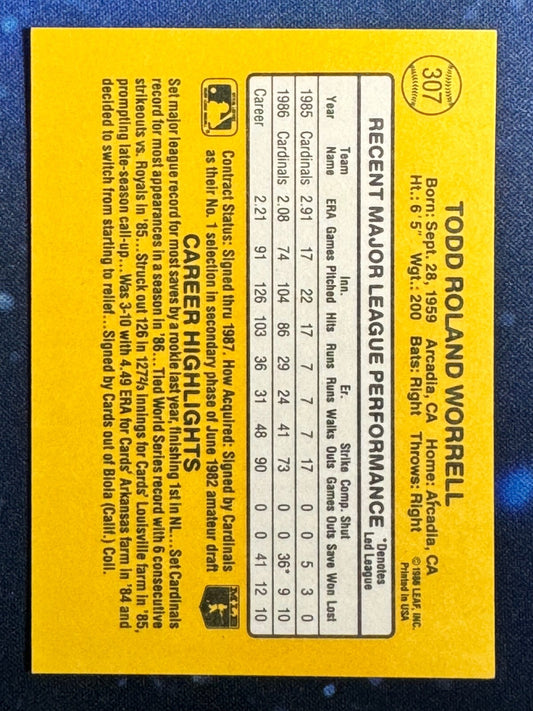 307
TODD ROLAND WORRELL
Born: Sept. 28, 1959 Arcadia, CA Home: Arcadia, CA
Ht.: 6'5" Wgt.: 200 Bats: Right Throws: Right
©1986 LEAF, INC.
Printed in USA
RECENT MAJOR LEAGUE PERFORMANCE
*Denotes
Led League
Team Inn. Er. Strike Comp. Shut
Year Name ERA Games Pitched Hits Runs Runs Walks Outs Games Outs Save Won Lost
1985 Cardinals 2.91 17 22 17 7 7 7 17 0 0 5 3 0
1986 Cardinals 2.08 74 104 86 29 24 41 73 0 0 36* 9 10
Career 2.21 91 126 103 36 31 48 90 0 0 41 12 10
Contract Status: Signed thru 1987. How Acquired: Signed by Cardinals
as their No. 1 selection in secondary phase of June 1982 amateur draft
MLB
CAREER HIGHLIGHTS
Set major league record for most saves by a rookie last year, finishing 1st in NL...Set Cardinals
record for most appearances in a season in '86...Tied World Series record with 6 consecutive
strikeouts vs. Royals in '85...Struck out 126 in 127⅔ innings for Cards' Louisville farm in '85,
prompting late-season call-up...Was 3-10 with 4.49 ERA for Cards' Arkansas farm in '84 and
decided to switch from starting to relief...Signed by Cards out of Biola (Calif.) Coll.